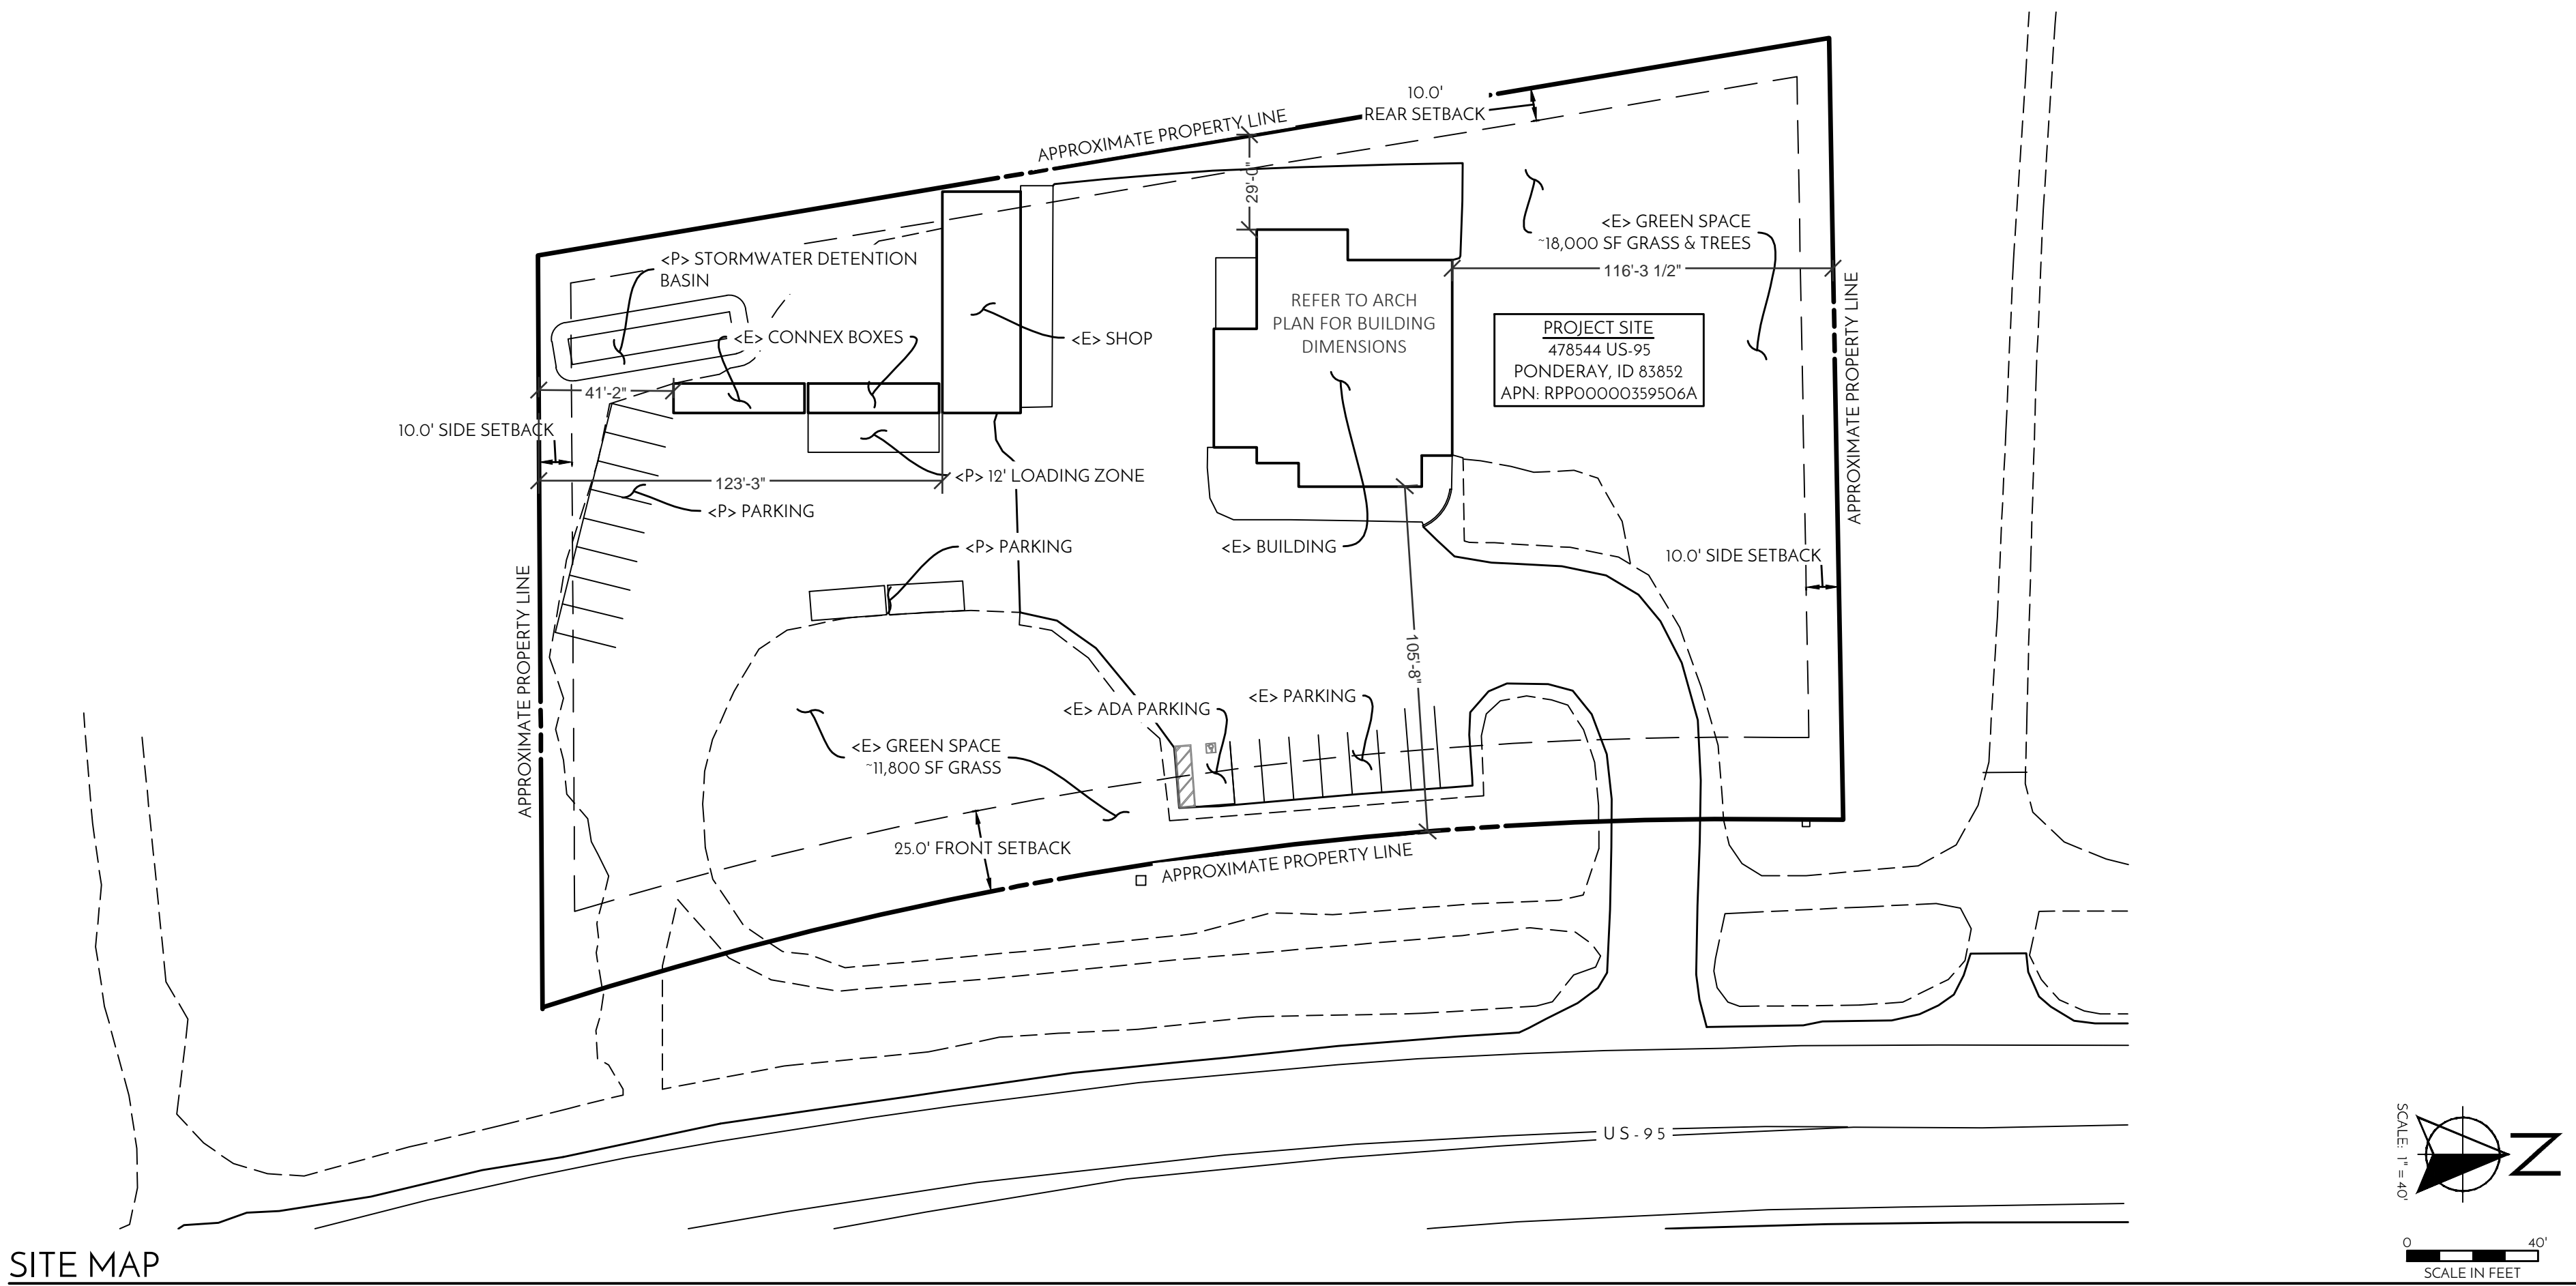 10.0'
REAR SETBACK
APPROXIMATE PROPERTY LINE
29'-0"
<E> GREEN SPACE
~18,000 SF GRASS & TREES
<P> STORMWATER DETENTION
BASIN
116'-3 1/2"
REFER TO ARCH
PLAN FOR BUILDING
DIMENSIONS
PROJECT SITE
478544 US-95
PONDERAY, ID 83852
APN: RPP00000359506A
<E> CONNEX BOXES
<E> SHOP
41'-2"
10.0' SIDE SETBACK
APPROXIMATE PROPERTY LINE
<P> 12' LOADING ZONE
123'-3"
<P> PARKING
<P> PARKING
<E> BUILDING
10.0' SIDE SETBACK
APPROXIMATE PROPERTY LINE
105'-8"
<E> ADA PARKING
<E> PARKING
<E> GREEN SPACE
~11,800 SF GRASS
25.0' FRONT SETBACK
APPROXIMATE PROPERTY LINE
US-95
SCALE: 1" = 40'
N
0 40'
SCALE IN FEET
SITE MAP